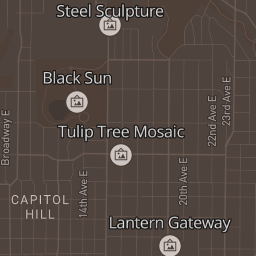 Steel Sculpture
Black Sun
Tulip Tree Mosaic
Broadway E
14th Ave E
20th Ave E
22nd Ave E
23rd Ave E
CAPITOL
HILL
Lantern Gateway